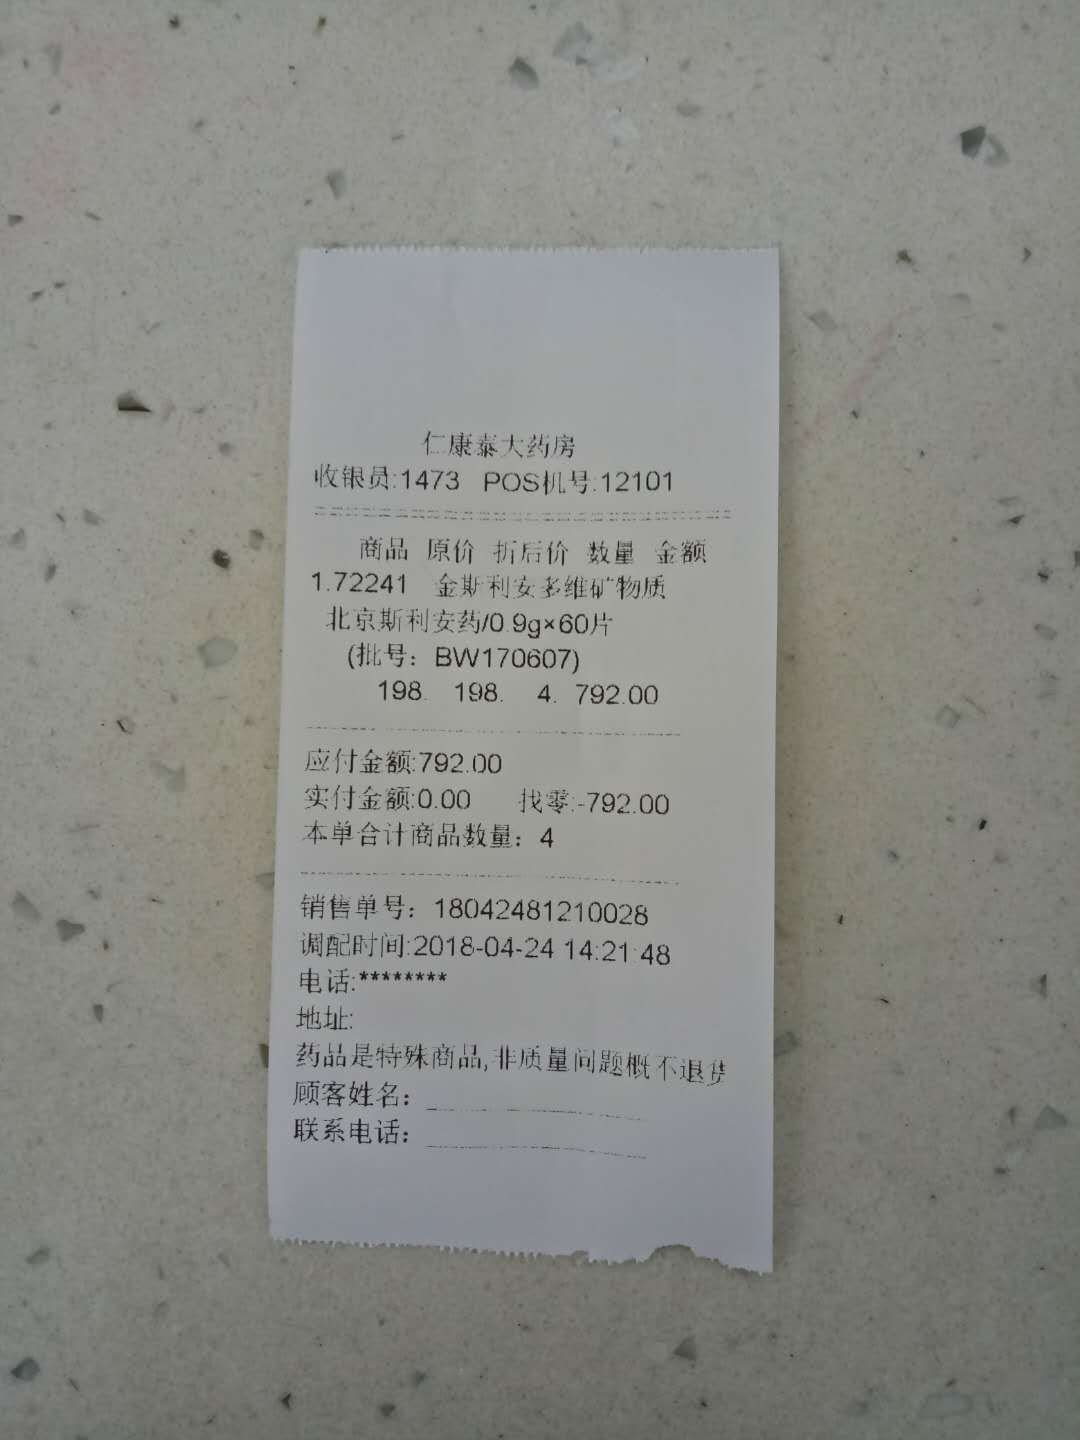 仁康泰大药房
收银员:1473 POS机号:12101
商品 原价 折后价 数量 金额
1.72241 金斯利安多维矿物质
北京斯利安药/0.9g×60片
(批号：BW170607)
198. 198. 4. 792.00
应付金额:792.00
实付金额:0.00 找零:-792.00
本单合计商品数量：4
销售单号：18042481210028
调配时间:2018-04-24 14:21:48
电话:********
地址:
药品是特殊商品,非质量问题概不退货
顾客姓名：
联系电话：